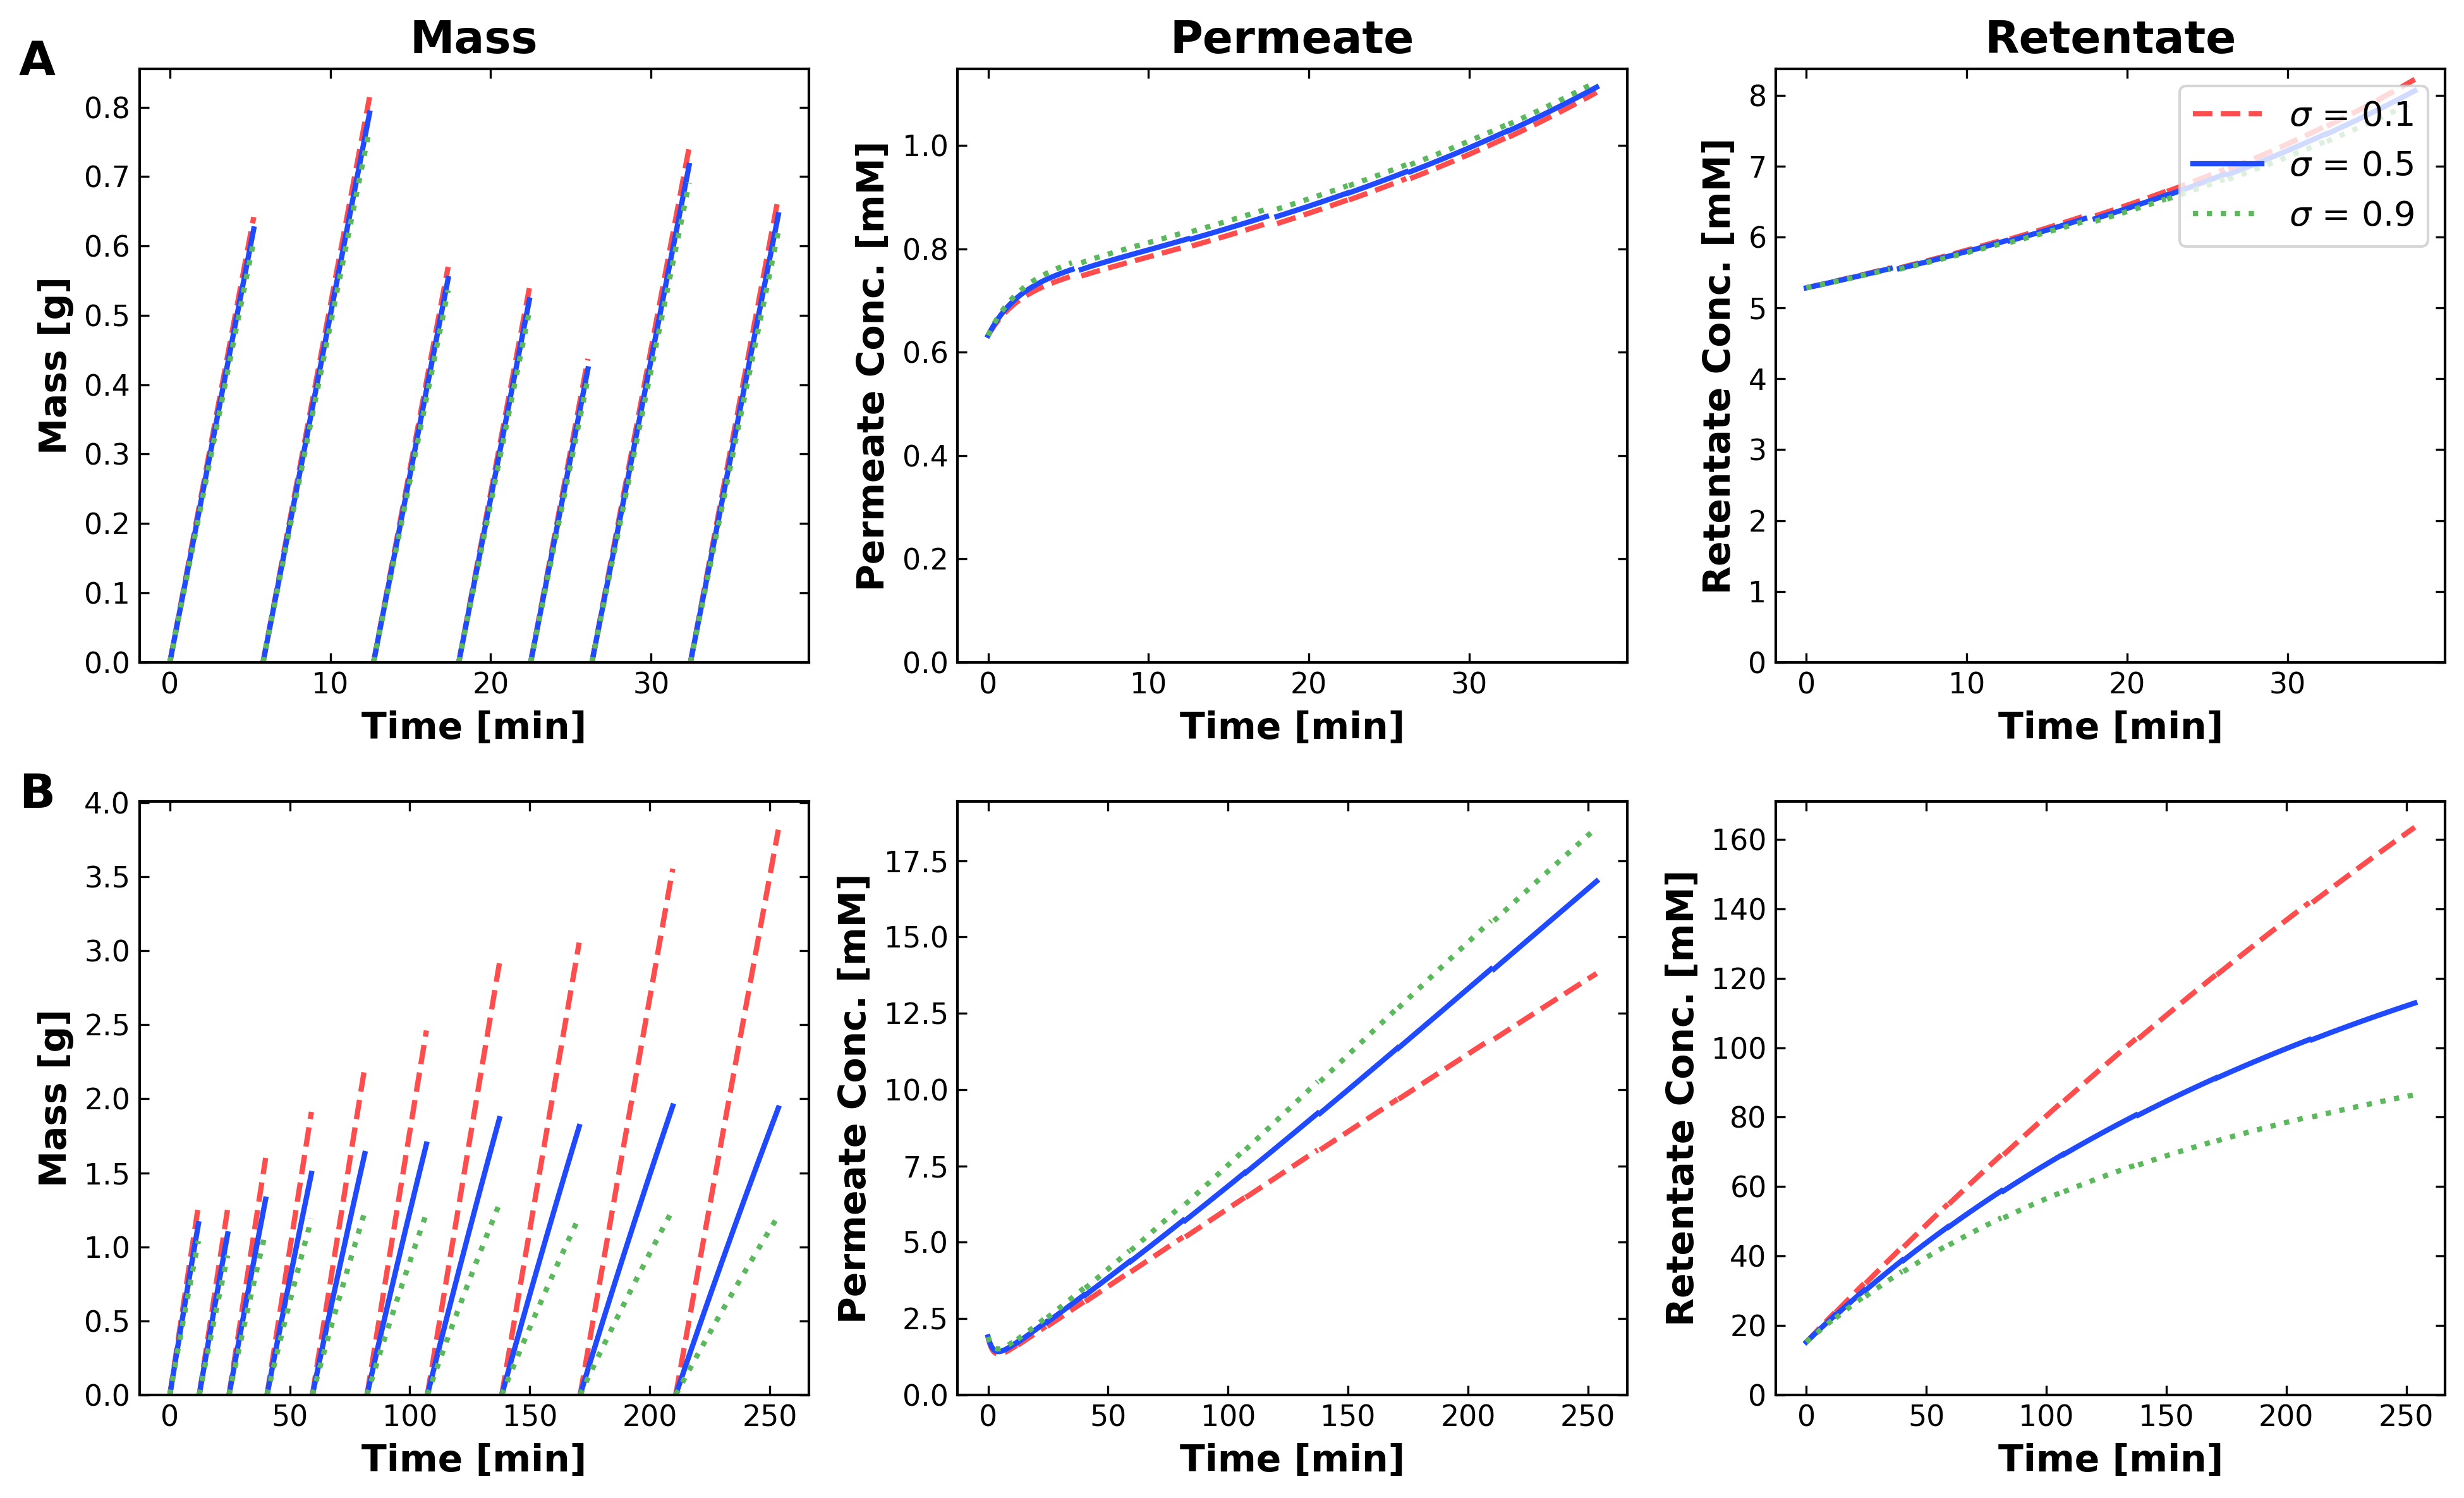 Mass
Permeate
Retentate
A
Mass [g]
0.8
0.7
0.6
0.5
0.4
0.3
0.2
0.1
0.0
0 10 20 30
Time [min]
Permeate Conc. [mM]
1.0
0.8
0.6
0.4
0.2
0.0
0 10 20 30
Time [min]
Retentate Conc. [mM]
8
7
6
5
4
3
2
1
0
0 10 20 30
Time [min]
σ = 0.1
σ = 0.5
σ = 0.9
B
Mass [g]
4.0
3.5
3.0
2.5
2.0
1.5
1.0
0.5
0.0
0 50 100 150 200 250
Time [min]
Permeate Conc. [mM]
17.5
15.0
12.5
10.0
7.5
5.0
2.5
0.0
0 50 100 150 200 250
Time [min]
Retentate Conc. [mM]
160
140
120
100
80
60
40
20
0
0 50 100 150 200 250
Time [min]